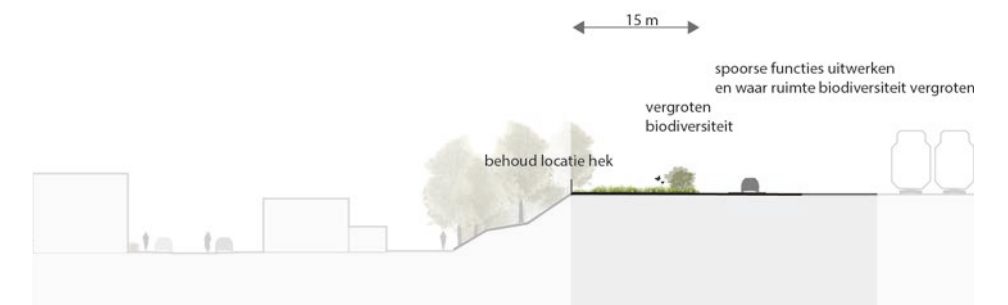 15 m
spoorse functies uitwerken
en waar ruimte biodiversiteit vergroten
vergroten
biodiversiteit
behoud locatie hek